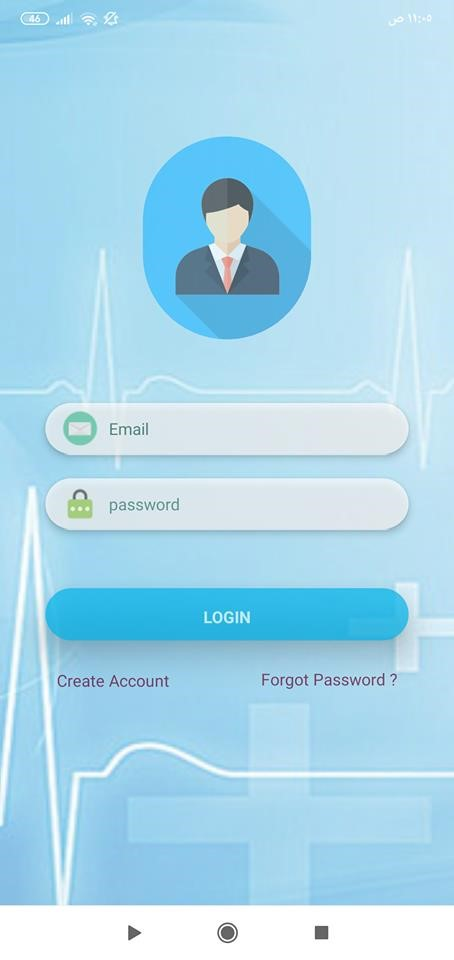 46
١١:٠٥ ص
Email
password
LOGIN
Create Account
Forgot Password ?